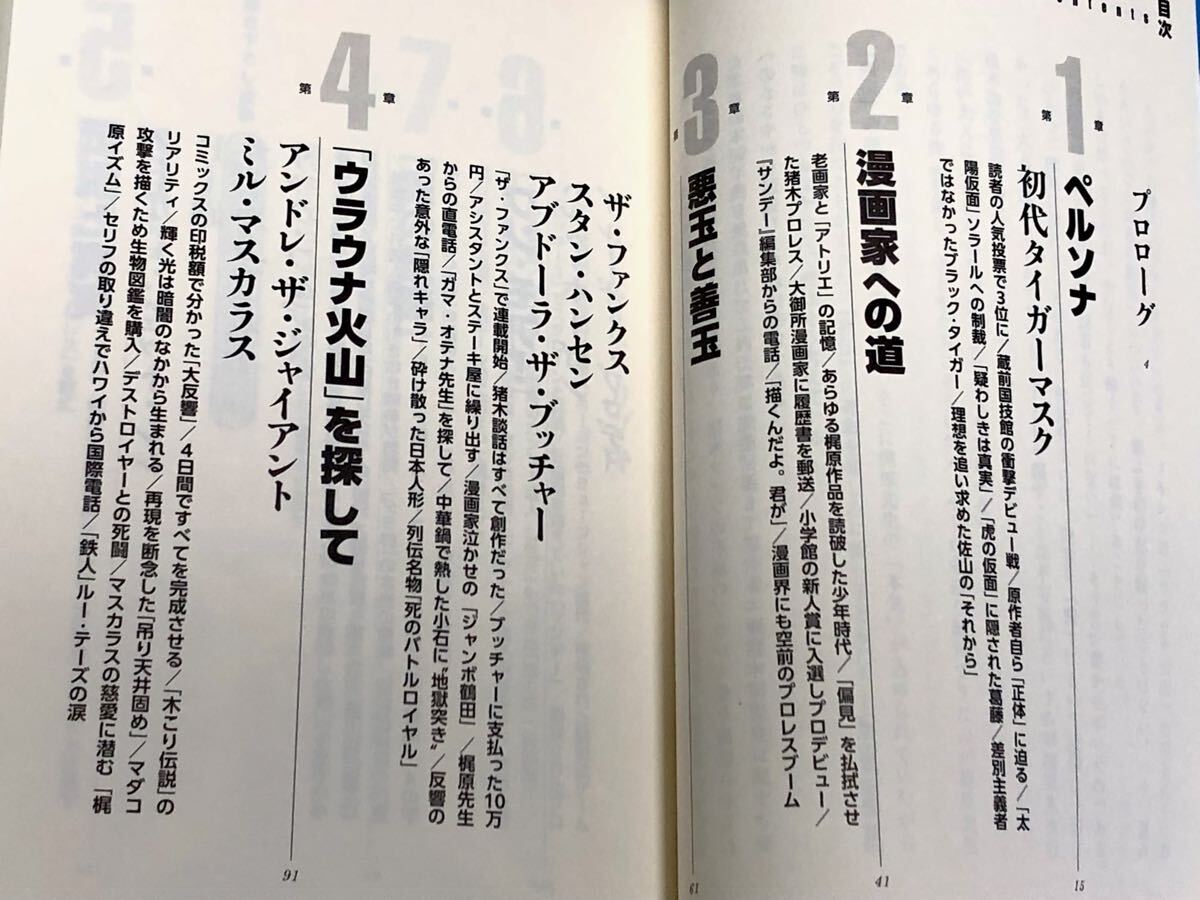 目次
プロローグ 4
第1章
ペルソナ 15
初代タイガーマスク
読者の人気投票で3位に/蔵前国技館の衝撃デビュー戦/原作者自ら「正体」に迫る/「太
陽仮面」ソラールへの制裁/「疑わしきは真実」/「虎の仮面」に隠された葛藤/差別主義者
ではなかったブラック・タイガー/理想を追い求めた佐山の「それから」
第2章
漫画家への道 41
老画家と「アトリエ」の記憶/あらゆる梶原作品を読破した少年時代/「偏見」を払拭させ
た猪木プロレス/大御所漫画家に履歴書を郵送/小学館の新人賞に入選しプロデビュー/
『サンデー』編集部からの電話/「描くんだよ。君が」/漫画界にも空前のプロレスブーム
第3章
悪玉と善玉 61
ザ・ファンクス
スタン・ハンセン
アブドーラ・ザ・ブッチャー
「ザ・ファンクス」で連載開始/猪木談話はすべて創作だった/ブッチャーに支払った10万
円/アシスタントとステーキ屋に繰り出す/漫画家泣かせの「ジャンボ鶴田」/梶原先生
からの直電話/「ガマ・オテナ先生」を探して/中華鍋で熱した小石に“地獄突き”/反響の
あった意外な「隠れキャラ」/砕け散った日本人形/列伝名物「死のバトルロイヤル」
第4章
「ウラウナ火山」を探して 91
アンドレ・ザ・ジャイアント
ミル・マスカラス
コミックスの印税額で分かった「大反響」/4日間ですべてを完成させる/「木こり伝説」の
リアリティ/輝く光は暗闇のなかから生まれる/再現を断念した「吊り天井固め」/マダコ
攻撃を描くため生物図鑑を購入/デストロイヤーとの死闘/マスカラスの慈愛に潜む「梶
原イズム」/セリフの取り違えでハワイから国際電話/「鉄人」ルー・テーズの涙